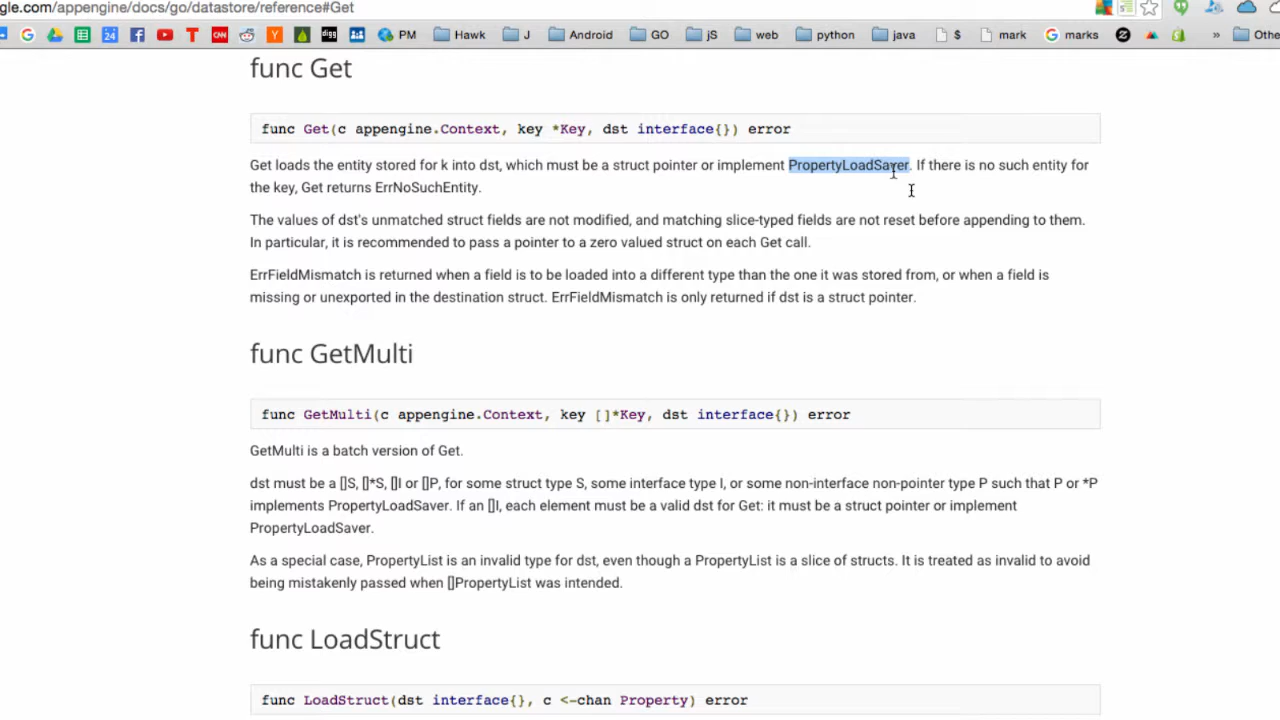 gle.com/appengine/docs/go/datastore/reference#Get
PM Hawk J Android GO jS web python java $ mark marks » Othe
func Get
func Get(c appengine.Context, key *Key, dst interface{}) error
Get loads the entity stored for k into dst, which must be a struct pointer or implement PropertyLoadSaver. If there is no such entity for
the key, Get returns ErrNoSuchEntity.
The values of dst's unmatched struct fields are not modified, and matching slice-typed fields are not reset before appending to them.
In particular, it is recommended to pass a pointer to a zero valued struct on each Get call.
ErrFieldMismatch is returned when a field is to be loaded into a different type than the one it was stored from, or when a field is
missing or unexported in the destination struct. ErrFieldMismatch is only returned if dst is a struct pointer.
func GetMulti
func GetMulti(c appengine.Context, key []*Key, dst interface{}) error
GetMulti is a batch version of Get.
dst must be a []S, []*S, []I or []P, for some struct type S, some interface type I, or some non-interface non-pointer type P such that P or *P
implements PropertyLoadSaver. If an []I, each element must be a valid dst for Get: it must be a struct pointer or implement
PropertyLoadSaver.
As a special case, PropertyList is an invalid type for dst, even though a PropertyList is a slice of structs. It is treated as invalid to avoid
being mistakenly passed when []PropertyList was intended.
func LoadStruct
func LoadStruct(dst interface{}, c <-chan Property) error